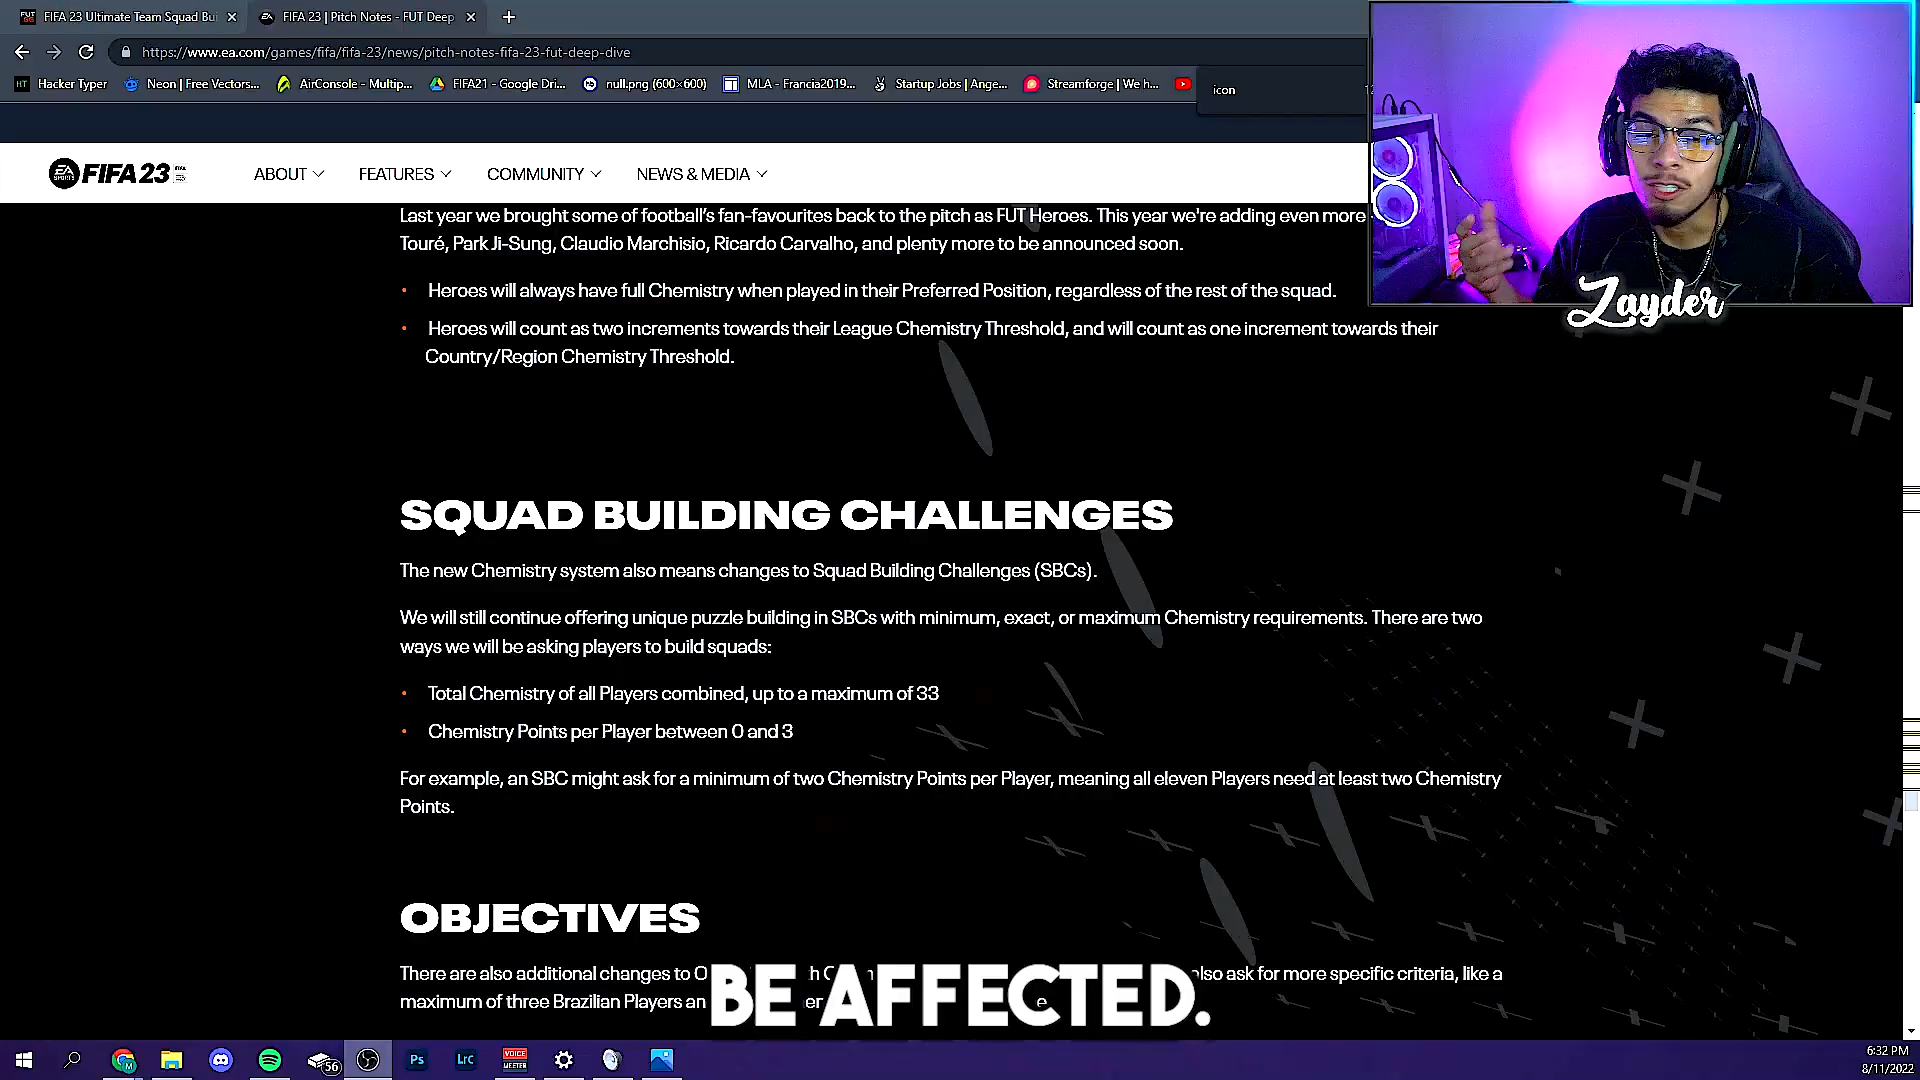 FIFA 23 Ultimate Team Squad Bui
FIFA 23 | Pitch Notes - FUT Deep
https://www.ea.com/games/fifa/fifa-23/news/pitch-notes-fifa-23-fut-deep-dive
Hacker Typer
Neon | Free Vectors...
AirConsole - Multip...
FIFA21 - Google Dri...
null.png (600×600)
MLA - Francia2019...
Startup Jobs | Ange...
Streamforge | We h...
icon
EA SPORTS FIFA 23
ABOUT
FEATURES
COMMUNITY
NEWS & MEDIA
Zayder
Last year we brought some of football's fan-favourites back to the pitch as FUT Heroes. This year we're adding even more
Touré, Park Ji-Sung, Claudio Marchisio, Ricardo Carvalho, and plenty more to be announced soon.
• Heroes will always have full Chemistry when played in their Preferred Position, regardless of the rest of the squad.
• Heroes will count as two increments towards their League Chemistry Threshold, and will count as one increment towards their
Country/Region Chemistry Threshold.
SQUAD BUILDING CHALLENGES
The new Chemistry system also means changes to Squad Building Challenges (SBCs).
We will still continue offering unique puzzle building in SBCs with minimum, exact, or maximum Chemistry requirements. There are two
ways we will be asking players to build squads:
• Total Chemistry of all Players combined, up to a maximum of 33
• Chemistry Points per Player between 0 and 3
For example, an SBC might ask for a minimum of two Chemistry Points per Player, meaning all eleven Players need at least two Chemistry
Points.
OBJECTIVES
There are also additional changes to also ask for more specific criteria, like a
maximum of three Brazilian Players an
BE AFFECTED.
56
Ps
Lrc
VOICE
MEETER
6:32 PM
8/11/2022